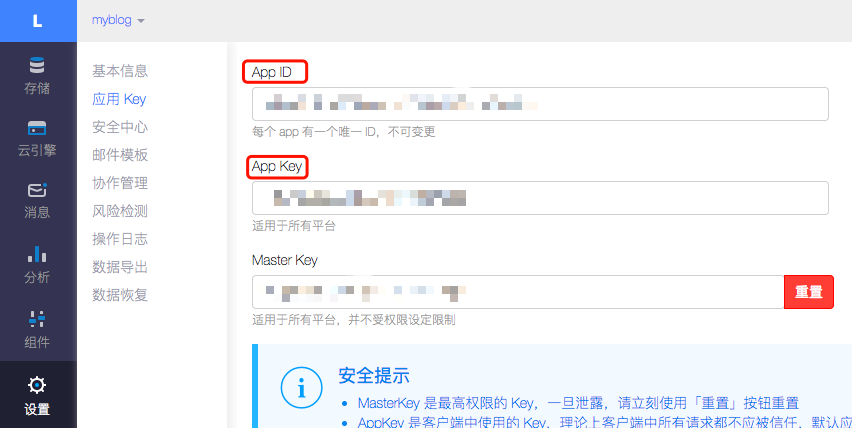 L
myblog
存储
云引擎
消息
分析
组件
设置
基本信息
应用 Key
安全中心
邮件模板
协作管理
风险检测
操作日志
数据导出
数据恢复
App ID
每个 app 有一个唯一 ID，不可变更
App Key
适用于所有平台
Master Key
重置
适用于所有平台，并不受权限设定限制
安全提示
MasterKey 是最高权限的 Key，一旦泄露，请立刻使用「重置」按钮重置
AppKey 是客户端中使用的 Key，理论上客户端中所有请求都不应被信任，默认应